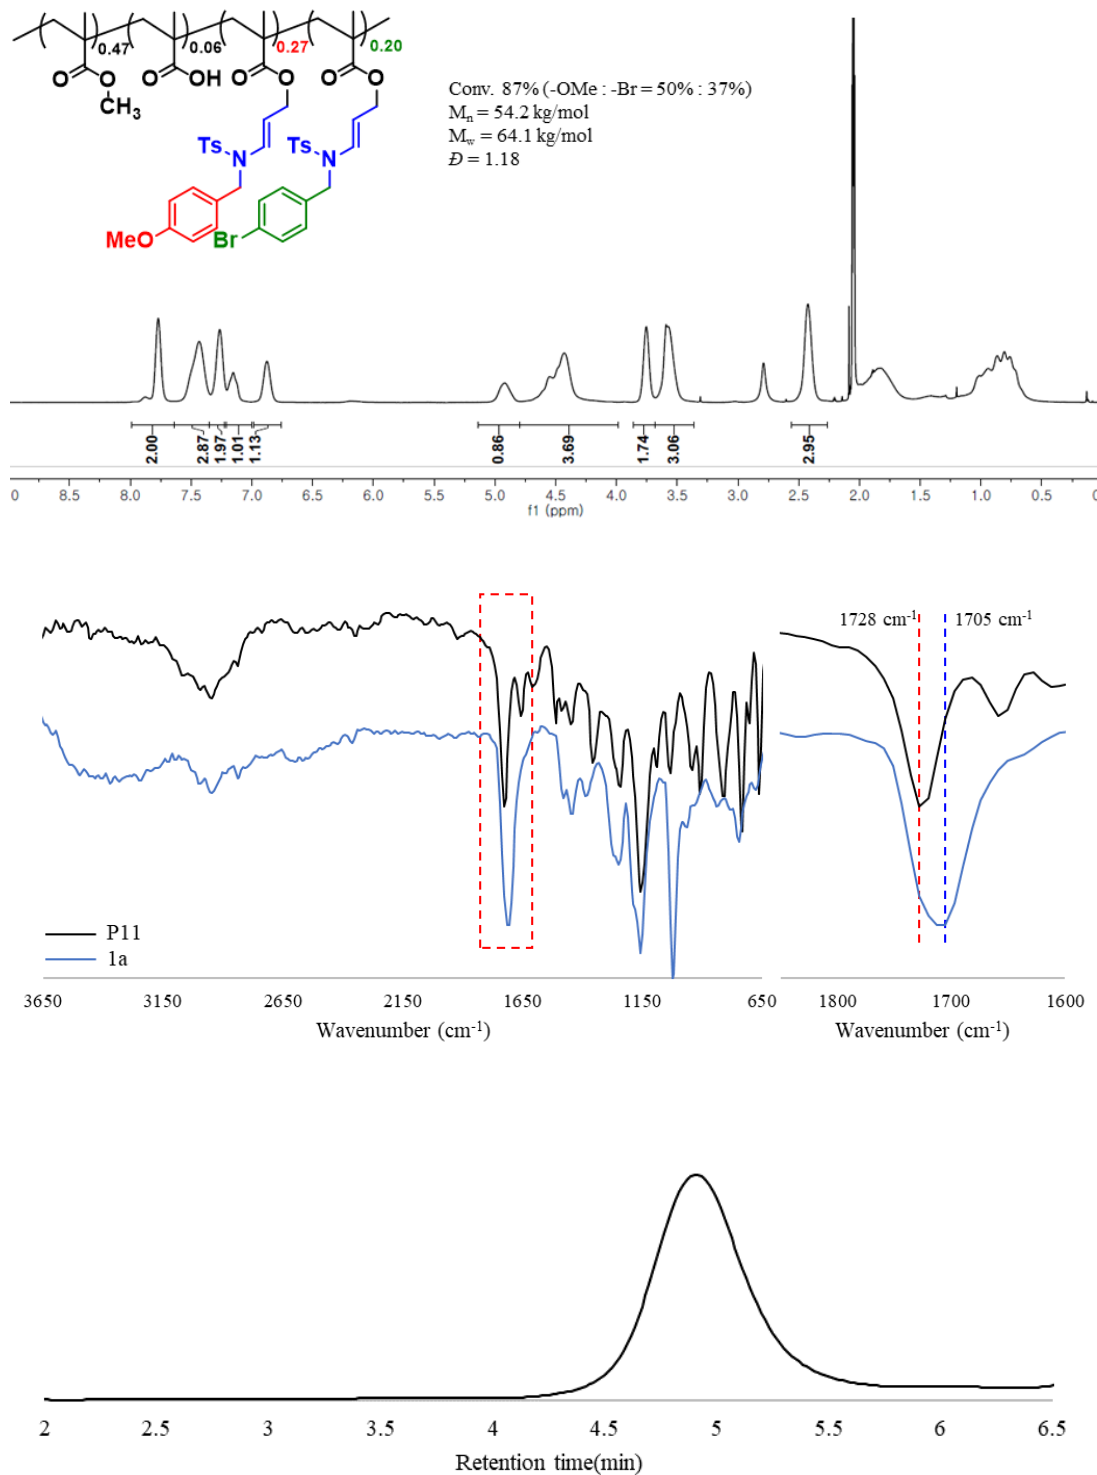 0.47
0.06
0.27
0.20
O
O
CH₃
O
OH
O
O
O
O
Ts
N
Ts
N
MeO
Br
Conv. 87% (-OMe : -Br = 50% : 37%)
Mₙ = 54.2 kg/mol
M_w = 64.1 kg/mol
Đ = 1.18
2.00
2.87
1.97
1.01
1.13
0.86
3.69
1.74
3.06
2.95
0 8.5 8.0 7.5 7.0 6.5 6.0 5.5 5.0 4.5 4.0 3.5 3.0 2.5 2.0 1.5 1.0 0.5 0.
f1 (ppm)
1728 cm⁻¹ 1705 cm⁻¹
P11
1a
3650 3150 2650 2150 1650 1150 650
Wavenumber (cm⁻¹)
1800 1700 1600
Wavenumber (cm⁻¹)
2 2.5 3 3.5 4 4.5 5 5.5 6 6.5
Retention time(min)